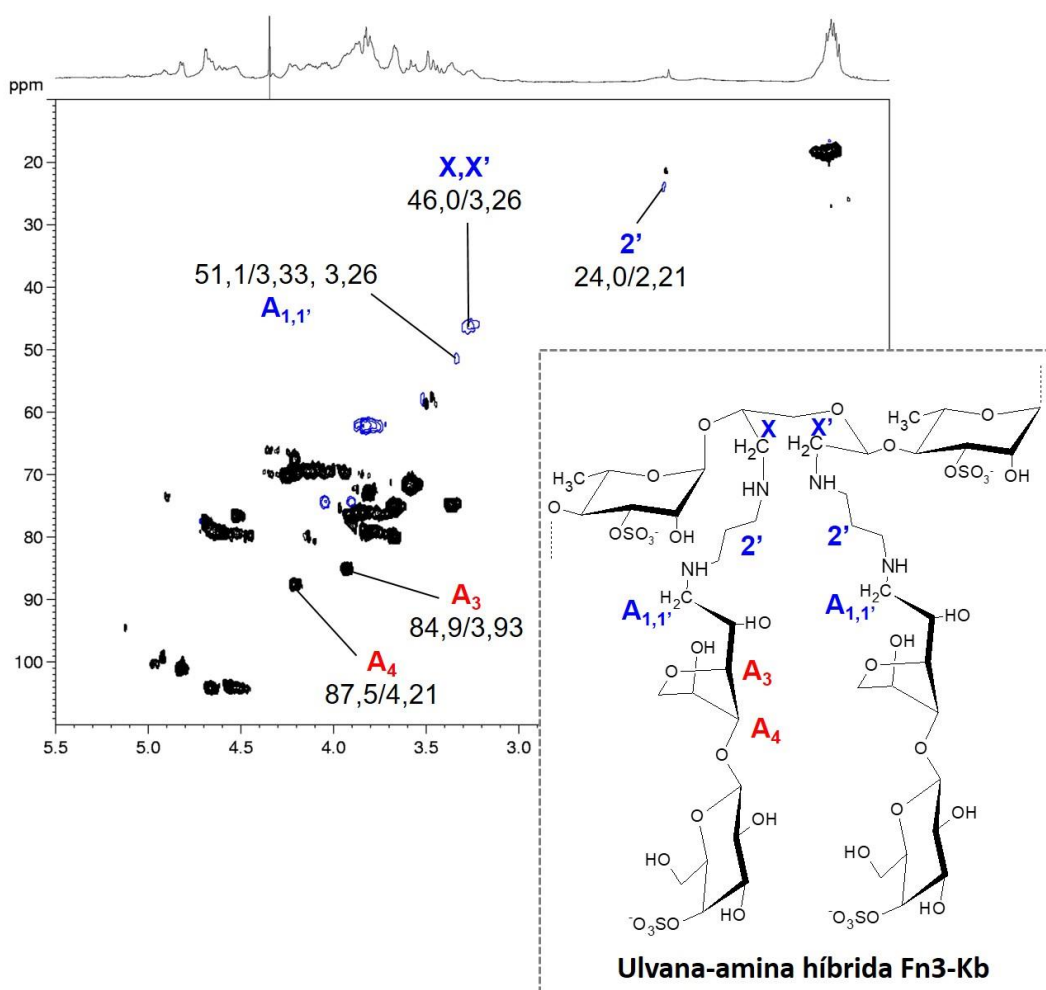 ppm
20
30
40
50
60
70
80
90
100
5.5
5.0
4.5
4.0
3.5
3.0
X,X'
46,0/3,26
2'
24,0/2,21
51,1/3,33, 3,26
A1,1'
A3
84,9/3,93
A4
87,5/4,21
O
O
O
X
X'
H3C
O
H2C
H2C
O
H3C
O
O
NH
NH
SO3-
OH
O
SO3-
OH
2'
2'
NH
NH
A1,1'
H2C
A1,1'
H2C
HO
HO
OH
OH
O
O
A3
A4
O
O
O
OH
O
OH
HO
HO
-O3SO
HO
OH
-O3SO
HO
OH
Ulvana-amina híbrida Fn3-Kb